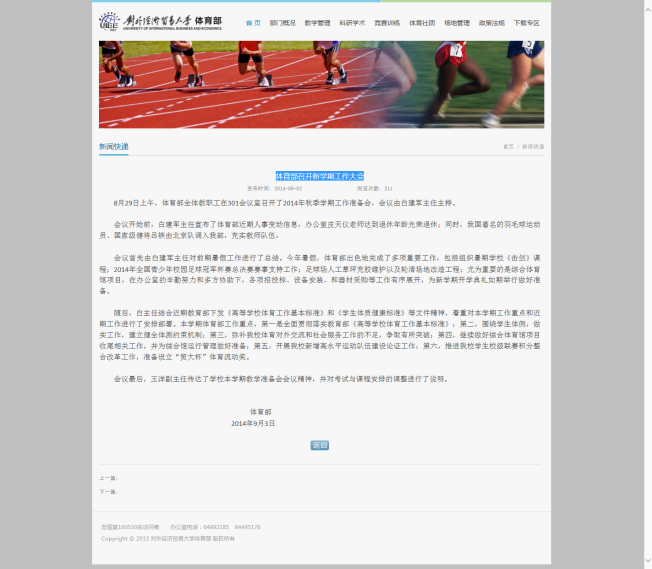 对外经济贸易大学 体育部
UNIVERSITY OF INTERNATIONAL BUSINESS AND ECONOMICS
首 页 部门概况 教学管理 科研学术 竞赛训练 体育社团 场地管理 政策法规 下载专区
新闻快递
首页 > 新闻快递
体育部召开新学期工作大会
发布时间：2014-09-03 浏览次数：211
8月29日上午，体育部全体教职工在301会议室召开了2014年秋季学期工作准备会，会议由白建军主任主持。
会议开始前，白建军主任宣布了体育部近期人事变动信息，办公室皮天仪老师达到退休年龄光荣退休；同时，我国著名的羽毛球运动
员、国家级健将吕轶由北京队调入我部，充实教师队伍。
会议首先由白建军主任对前期暑假工作进行了总结。今年暑假，体育部出色地完成了多项重要工作，包括组织暑期学校《击剑》课
程；2014年全国青少年校园足球冠军杯赛总决赛赛事支持工作；足球场人工草坪充胶维护以及轮滑场地改造工程；尤为重要的是综合体育
馆项目，在办公室的辛勤努力和多方协助下，各项招投标、设备安装、和器材采购等工作有序展开，为新学期开学典礼如期举行做好准
备。
随后，白主任结合近期教育部下发《高等学校体育工作基本标准》和《学生体质健康标准》等文件精神，着重对本学期工作重点和近
期工作进行了安排部署。本学期体育部工作重点，第一是全面贯彻落实教育部《高等学校体育工作基本标准》；第二，围绕学生体测，做
实工作，建立健全体测约束机制；第三，弥补我校体育对外交流和社会服务工作的不足，争取有所突破；第四，继续做好综合体育馆项目
收尾相关工作，并为综合馆运行管理做好准备；第五，开展我校新增高水平运动队伍建设论证工作；第六，推进我校学生校级联赛积分整
合改革工作，准备设立“贸大杯”体育流动奖。
会议最后，王洋副主任传达了学校本学期教学准备会会议精神，并对考试与课程安排的调整进行了说明。
体育部
2014年9月3日
返回
上一篇:
下一篇:
您是第160530名访问者 办公室电话：64492385 64495176
Copyright © 2013 对外经济贸易大学体育部 版权所有